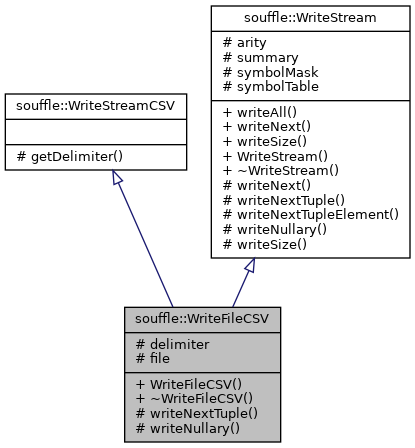 souffle::WriteStream
# arity
# summary
# symbolMask
# symbolTable
+ writeAll()
+ writeNext()
+ writeSize()
+ WriteStream()
+ ~WriteStream()
# writeNext()
# writeNextTuple()
# writeNextTupleElement()
# writeNullary()
# writeSize()
souffle::WriteStreamCSV
# getDelimiter()
souffle::WriteFileCSV
# delimiter
# file
+ WriteFileCSV()
+ ~WriteFileCSV()
# writeNextTuple()
# writeNullary()